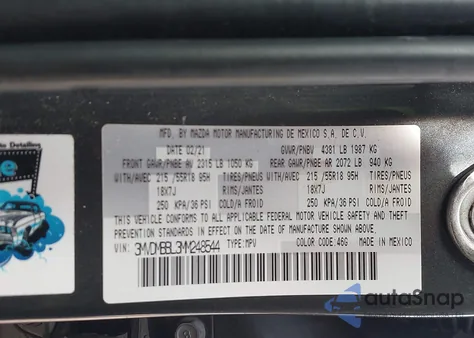 MFD. BY MAZDA MOTOR MANUFACTURING DE MEXICO S.A. DE C.V.
DATE 02/21 GVWR/PNBV 4381 LB 1987 KG
FRONT GAWR/PNBE AV 2315 LB 1050 KG REAR GAWR/PNBE AR 2072 LB 940 KG
WITH/AVEC 215 /55R18 95H TIRES/PNEUS WITH/AVEC 215 /55R18 95H TIRES/PNEUS
18X7J RIMS/JANTES 18X7J RIMS/JANTES
250 KPA/36 PSI COLD/A FROID 250 KPA/36 PSI COLD/A FROID
THIS VEHICLE CONFORMS TO ALL APPLICABLE FEDERAL MOTOR VEHICLE SAFETY AND THEFT
PREVENTION STANDARDS IN EFFECT ON THE DATE OF MANUFACTURE SHOWN ABOVE.
VIN: 3MVDMBBL3MM248544 TYPE: MPV COLOR CODE: 46G MADE IN MEXICO
Detailing
e
autoSnap